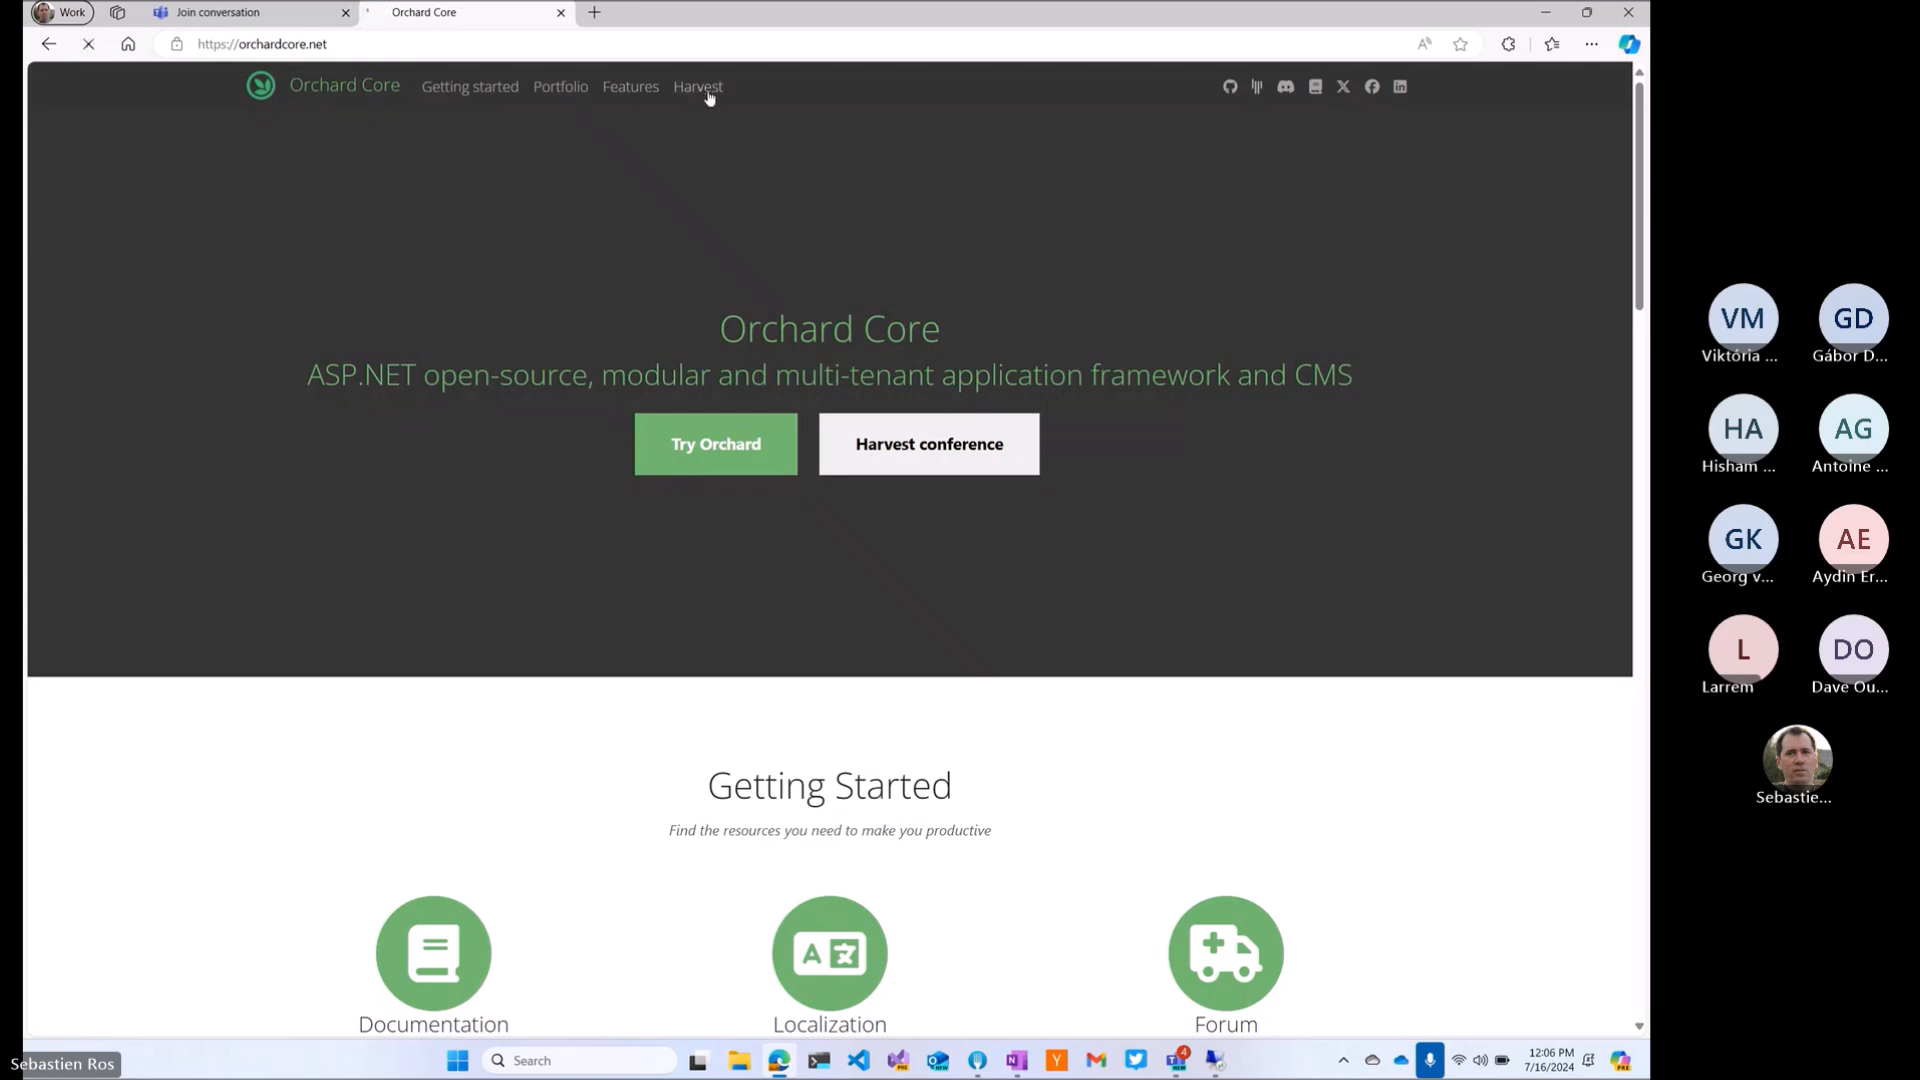 Work
Join conversation
Orchard Core
https://orchardcore.net
Orchard Core
Getting started
Portfolio
Features
Harvest
Orchard Core
ASP.NET open-source, modular and multi-tenant application framework and CMS
Try Orchard
Harvest conference
Getting Started
Find the resources you need to make you productive
Documentation
Localization
Forum
VM
Viktória ...
GD
Gábor D...
HA
Hisham ...
AG
Antoine ...
GK
Georg v...
AE
Aydin Er...
L
Larrem
DO
Dave Ou...
Sebastie...
Sebastien Ros
Search
4
12:06 PM
7/16/2024